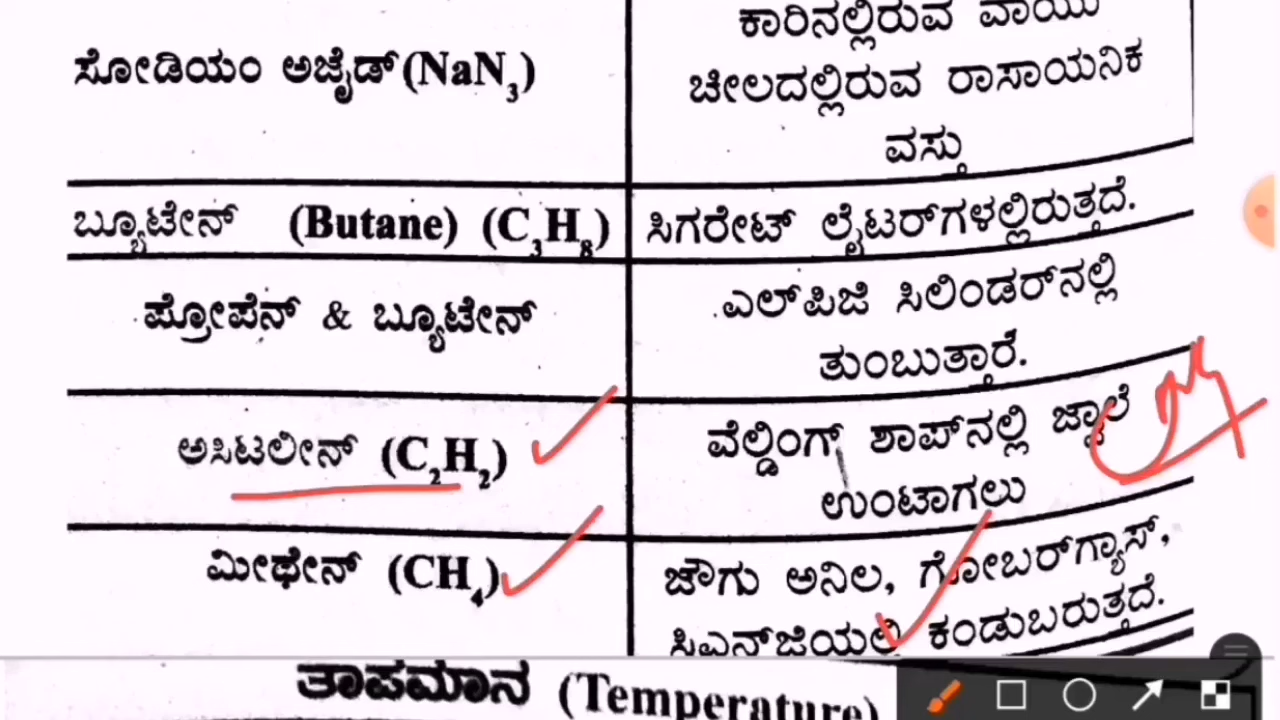 ಕಾರಿನಲ್ಲಿರುವ ವಾಯು
ಸೋಡಿಯಂ ಅಜೈಡ್(NaN₃)
ಚೀಲದಲ್ಲಿರುವ ರಾಸಾಯನಿಕ
ವಸ್ತು
ಬ್ಯೂಟೇನ್ (Butane) (C₃H₈)
ಸಿಗರೇಟ್ ಲೈಟರ್‌ಗಳಲ್ಲಿರುತ್ತದೆ.
ಪ್ರೋಪೆನ್ & ಬ್ಯೂಟೇನ್
ಎಲ್‌ಪಿಜಿ ಸಿಲಿಂಡರ್‌ನಲ್ಲಿ
ತುಂಬುತ್ತಾರೆ.
ಅಸಿಟಲೀನ್ (C₂H₂)
ವೆಲ್ಡಿಂಗ್ ಶಾಪ್‌ನಲ್ಲಿ ಜ್ವಾಲೆ
ಉಂಟಾಗಲು
ಮೀಥೇನ್ (CH₄)
ಜೌಗು ಅನಿಲ, ಗೋಬರ್‌ಗ್ಯಾಸ್,
ಸಿಎನ್‌ಜಿಯಲ್ಲಿ ಕಂಡುಬರುತ್ತದೆ.
ತಾಪಮಾನ (Temperature)